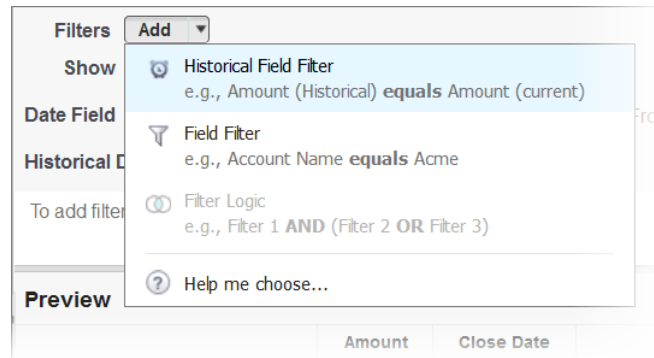 Filters Add
Show
Historical Field Filter
e.g., Amount (Historical) equals Amount (current)
Date Field
Field Filter
e.g., Account Name equals Acme
Historical D
Filter Logic
To add filter
e.g., Filter 1 AND (Filter 2 OR Filter 3)
Help me choose...
Preview
Amount Close Date